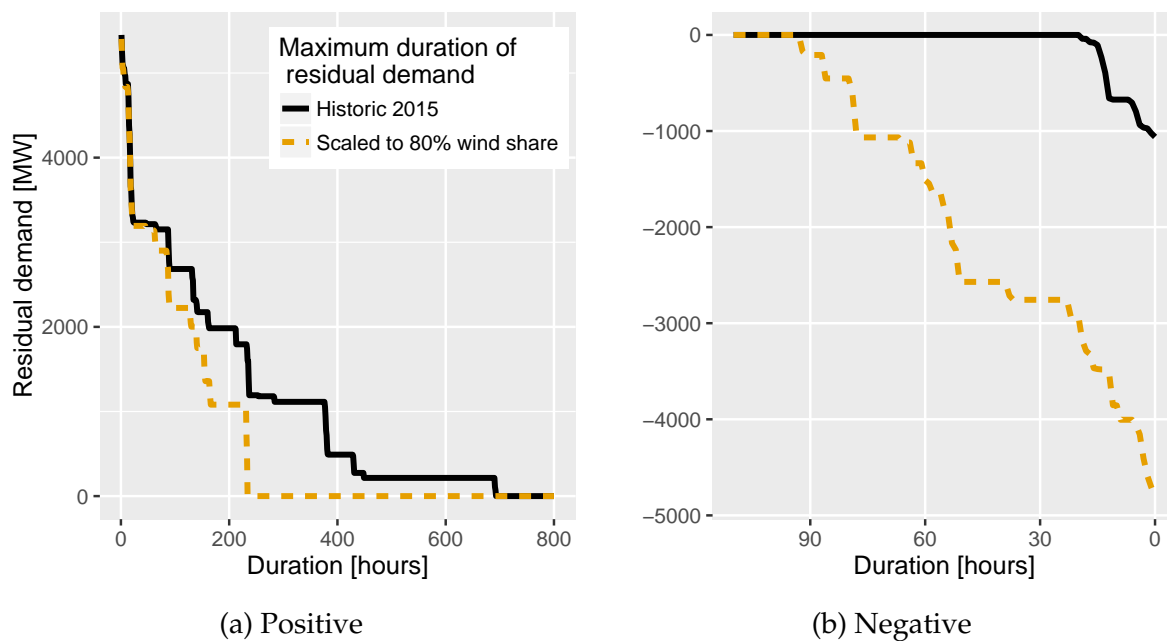 Maximum duration of
residual demand
Historic 2015
Scaled to 80% wind share
Residual demand [MW]
4000
2000
0
0
200
400
600
800
Duration [hours]
(a) Positive
0
−1000
−2000
−3000
−4000
−5000
90
60
30
0
Duration [hours]
(b) Negative